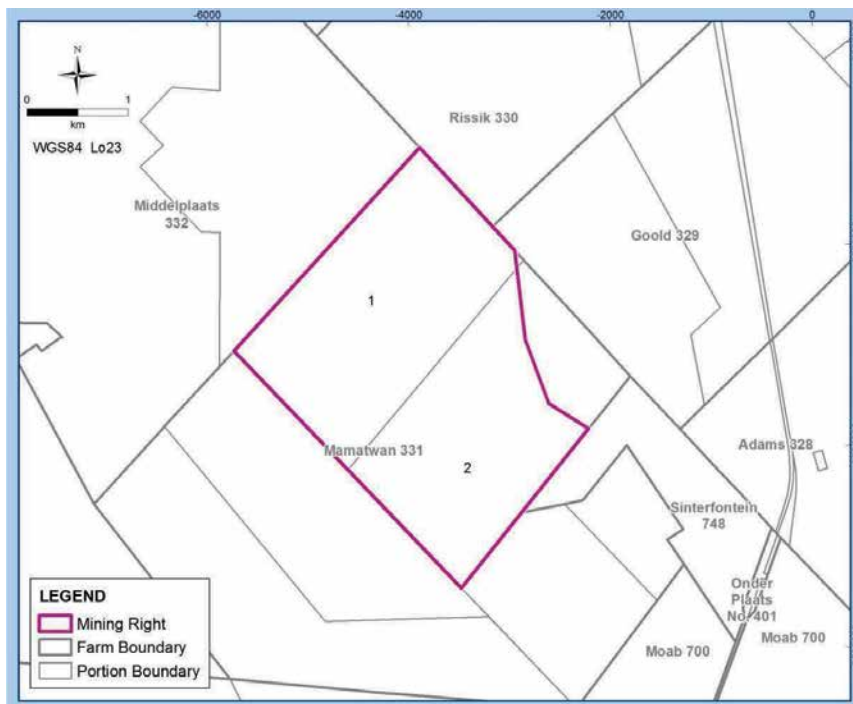 -6000 -4000 -2000 0
N
0 1
km
WGS84 Lo23
Rissik 330
Middelplaats
332
Goold 329
1
Mamatwan 331
2
Adams 328
Sinterfontein
748
Onder
Plaats
No. 401
Moab 700
Moab 700
LEGEND
Mining Right
Farm Boundary
Portion Boundary